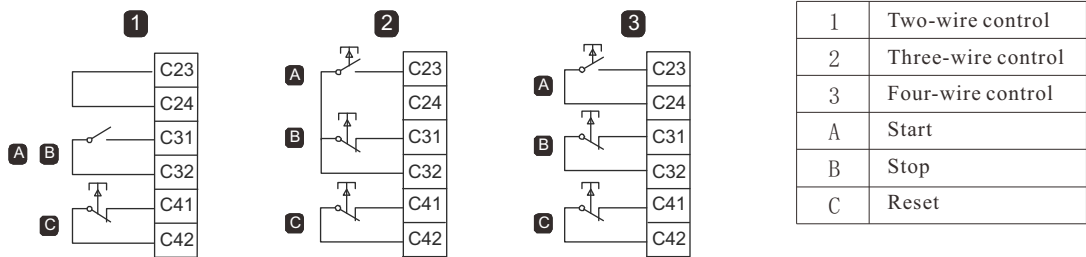 1
C23
C24
A B
C31
C32
C
C41
C42
2
A
C23
C24
B
C31
C32
C
C41
C42
3
A
C23
C24
B
C31
C32
C
C41
C42
1 Two-wire control
2 Three-wire control
3 Four-wire control
A Start
B Stop
C Reset